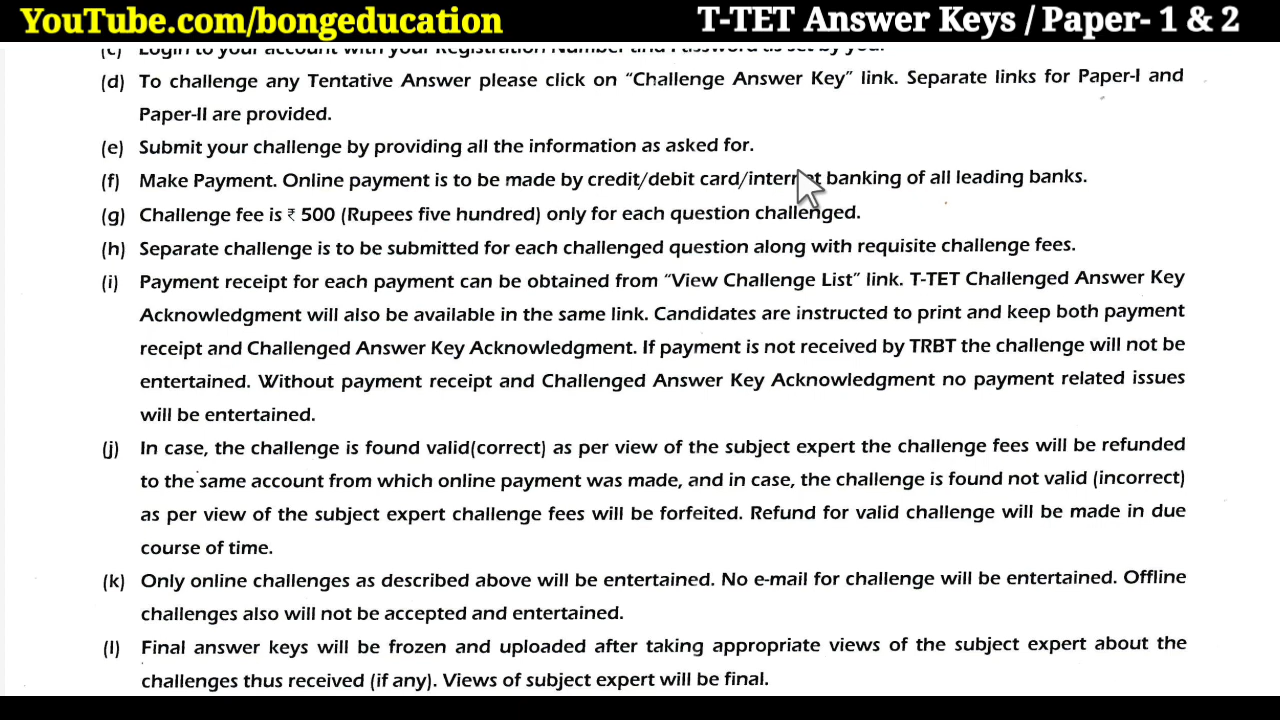 YouTube.com/bongeducation
T-TET Answer Keys / Paper- 1 & 2
(c) Login to your account with your Registration Number and Password as set by you.
(d) To challenge any Tentative Answer please click on “Challenge Answer Key” link. Separate links for Paper-I and
Paper-II are provided.
(e) Submit your challenge by providing all the information as asked for.
(f) Make Payment. Online payment is to be made by credit/debit card/internet banking of all leading banks.
(g) Challenge fee is ₹ 500 (Rupees five hundred) only for each question challenged.
(h) Separate challenge is to be submitted for each challenged question along with requisite challenge fees.
(i) Payment receipt for each payment can be obtained from “View Challenge List” link. T-TET Challenged Answer Key
Acknowledgment will also be available in the same link. Candidates are instructed to print and keep both payment
receipt and Challenged Answer Key Acknowledgment. If payment is not received by TRBT the challenge will not be
entertained. Without payment receipt and Challenged Answer Key Acknowledgment no payment related issues
will be entertained.
(j) In case, the challenge is found valid(correct) as per view of the subject expert the challenge fees will be refunded
to the same account from which online payment was made, and in case, the challenge is found not valid (incorrect)
as per view of the subject expert challenge fees will be forfeited. Refund for valid challenge will be made in due
course of time.
(k) Only online challenges as described above will be entertained. No e-mail for challenge will be entertained. Offline
challenges also will not be accepted and entertained.
(l) Final answer keys will be frozen and uploaded after taking appropriate views of the subject expert about the
challenges thus received (if any). Views of subject expert will be final.